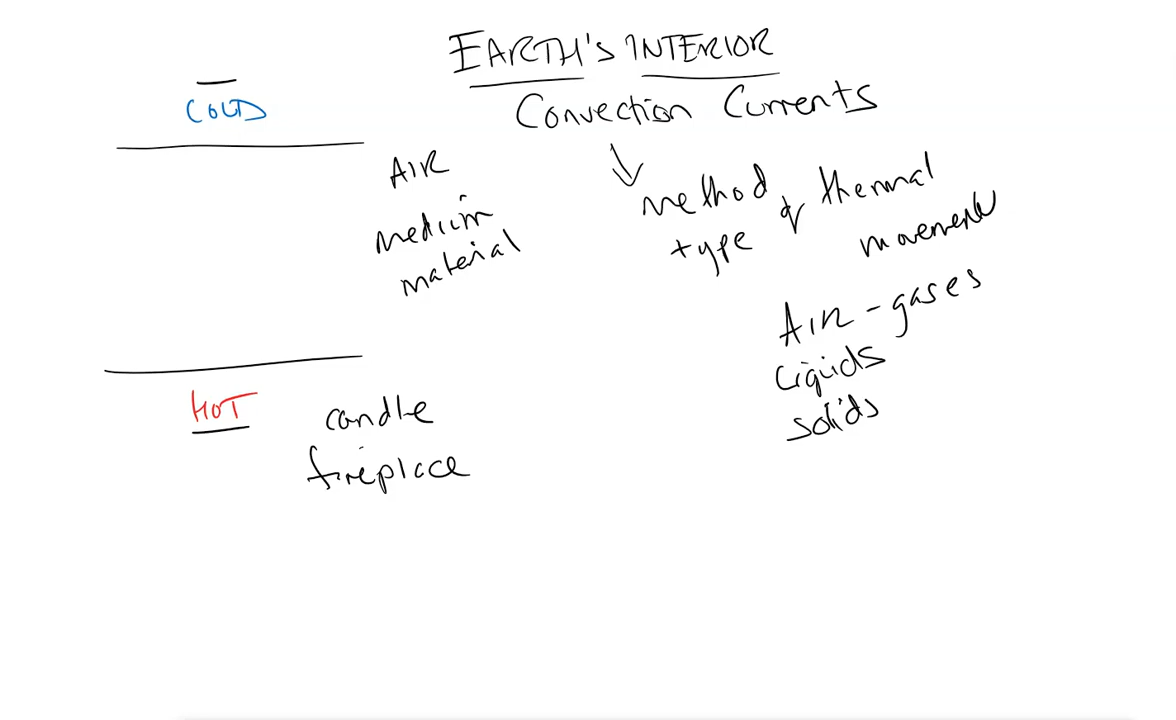 EARTH'S INTERIOR
Convection Currents
COLD
AIR
medium
material
method
type of thermal
movement
AIR - gases
Liquids
solids
HOT
candle
fireplace